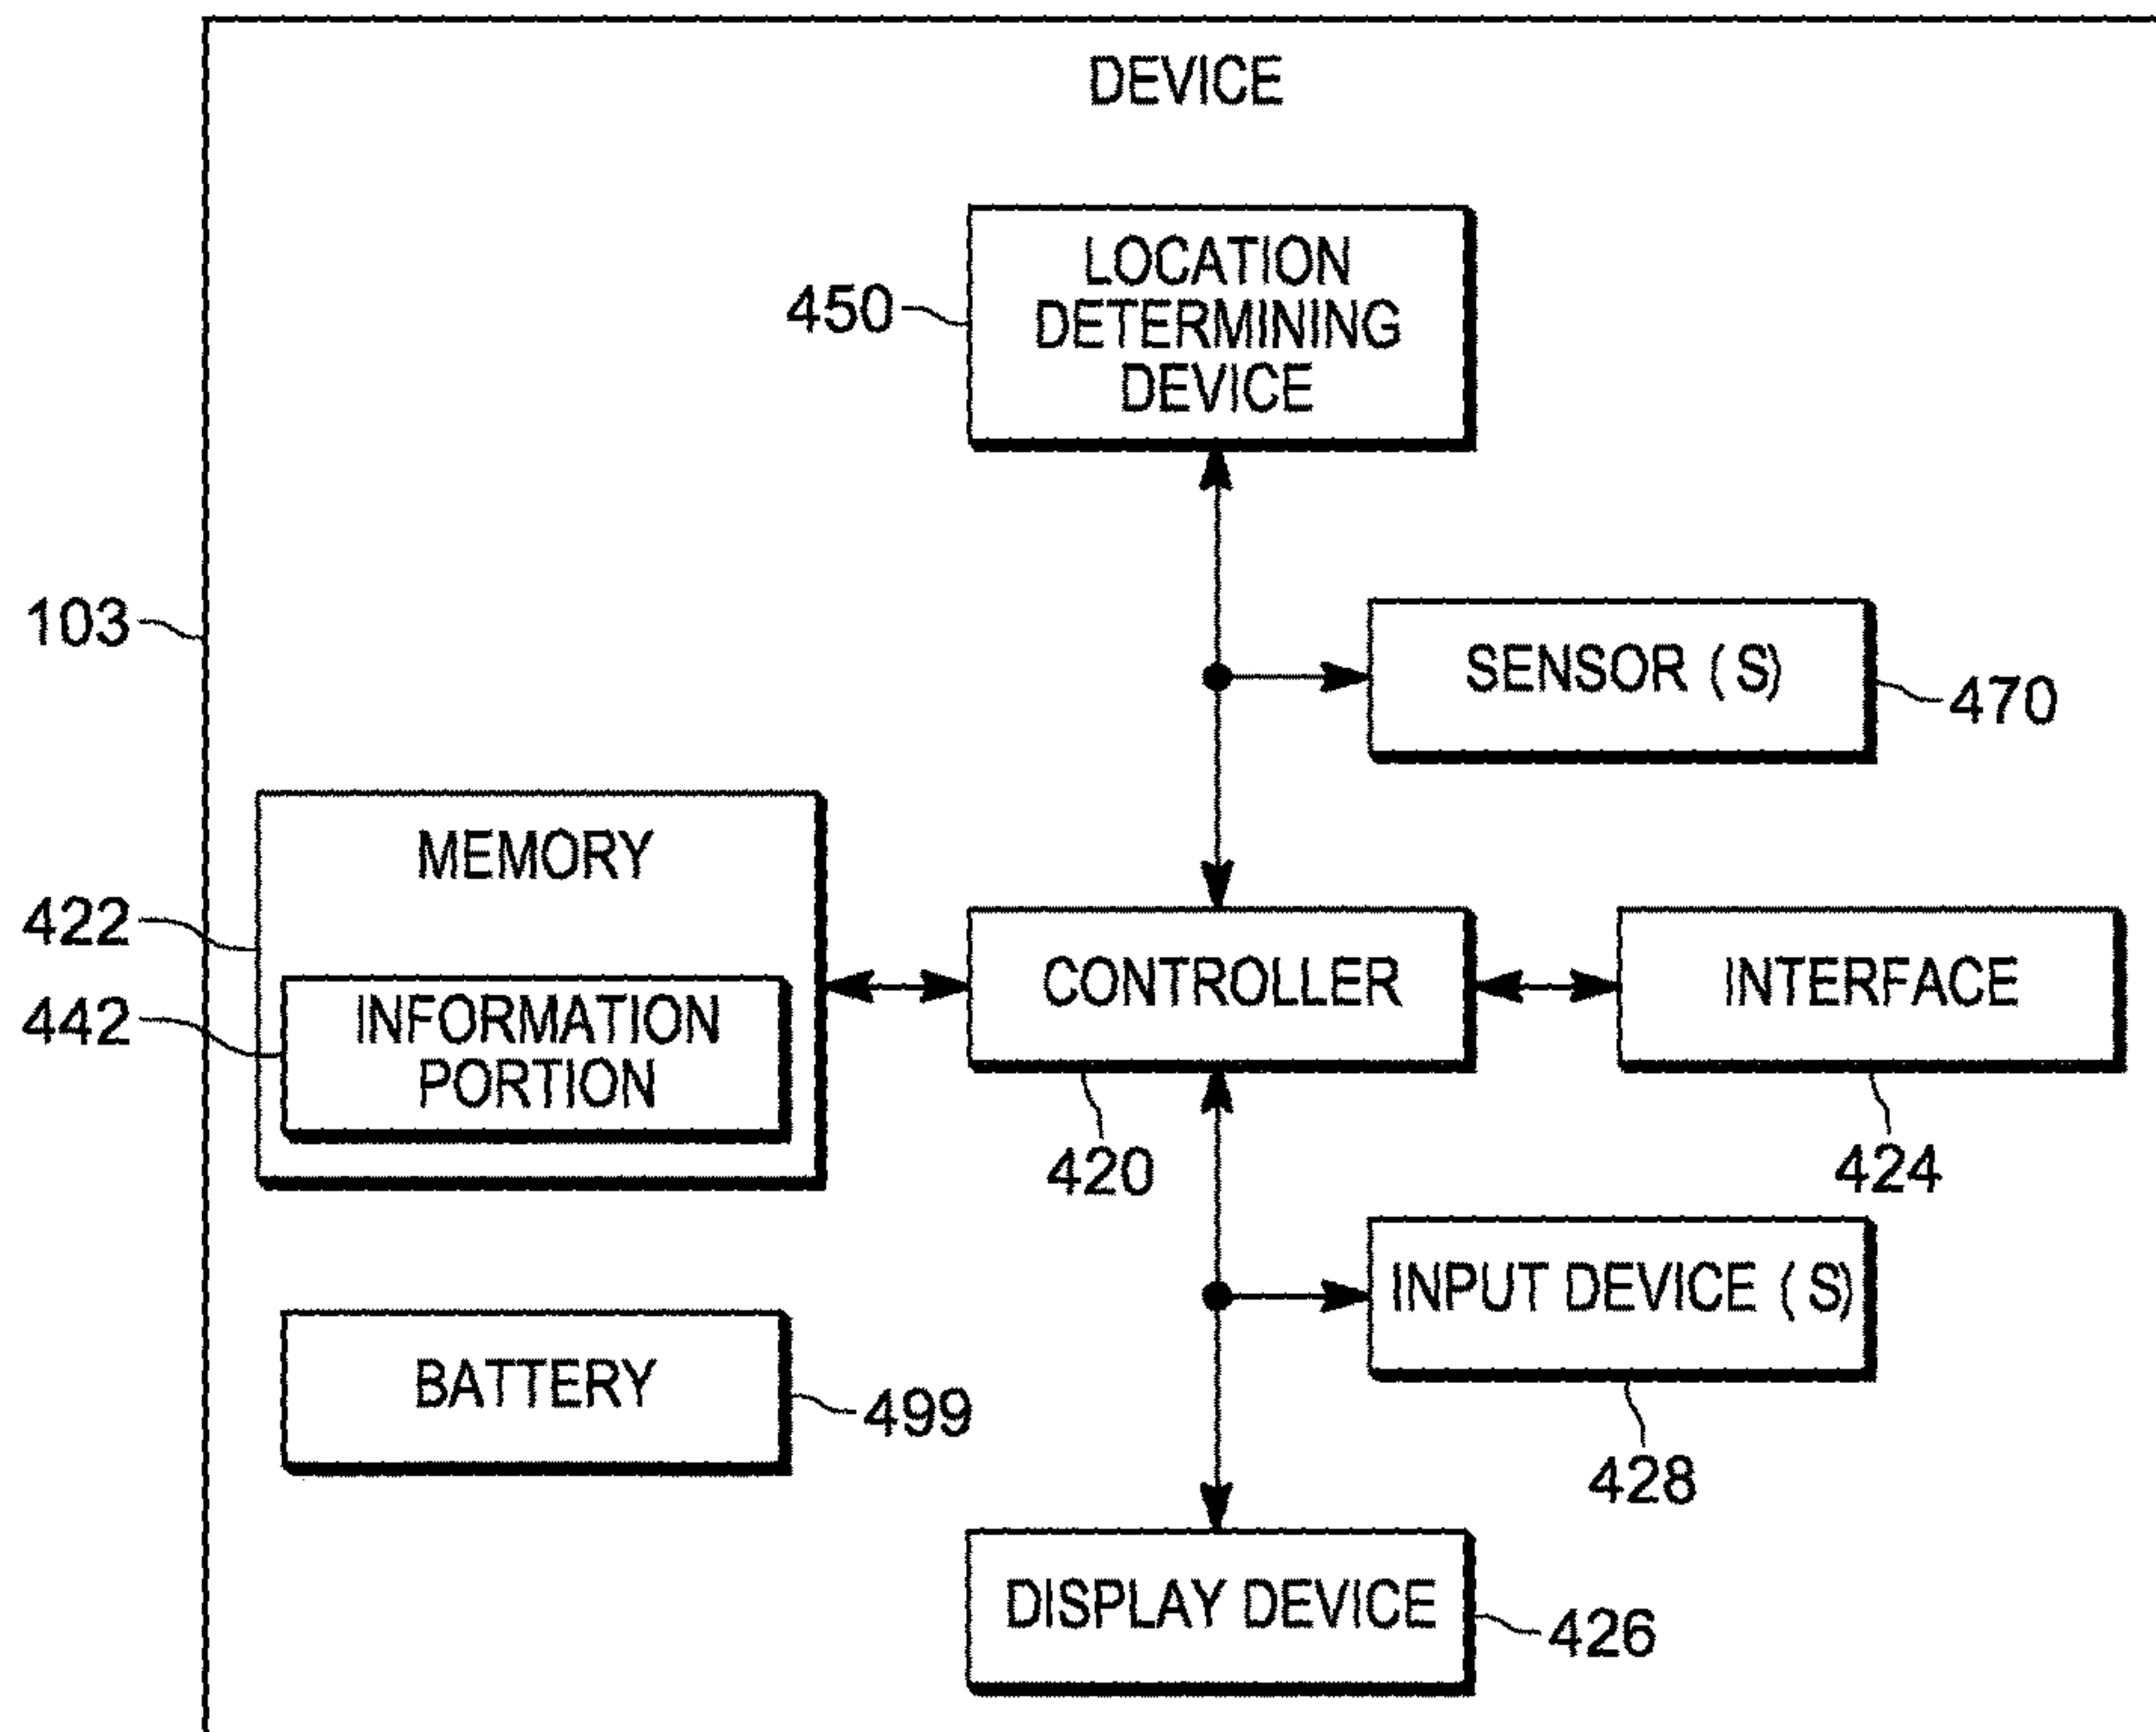 DEVICE
LOCATION
DETERMINING
DEVICE
450
103
SENSOR (S)
470
MEMORY
422
442
INFORMATION
PORTION
CONTROLLER
INTERFACE
420
424
INPUT DEVICE (S)
428
BATTERY
499
DISPLAY DEVICE
426